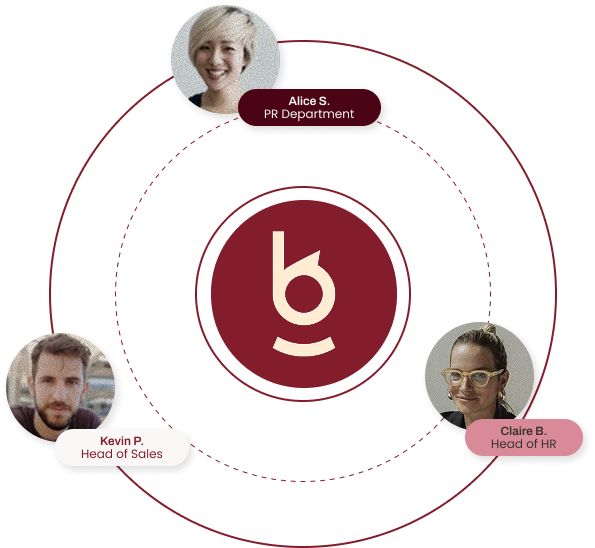 Alice S.
PR Department
Kevin P.
Head of Sales
Claire B.
Head of HR